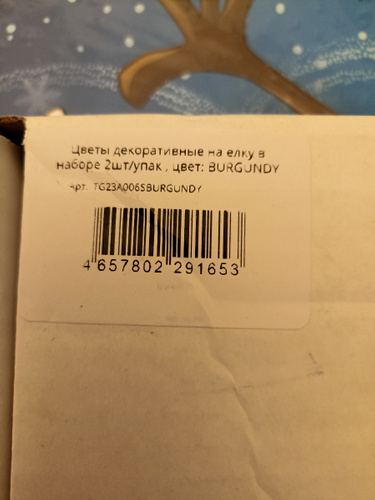 Цветы декоративные на елку в
наборе 2шт/упак , цвет: BURGUNDY
Арт. TG23A006SBURGUNDY
4 657802 291653